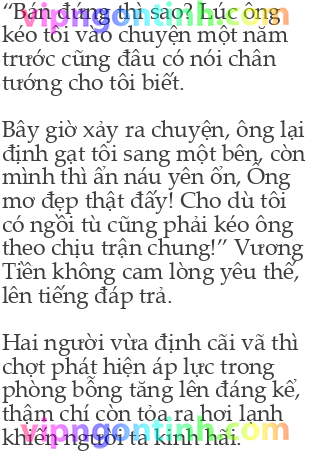 “Bán đứng thì sao? Lúc ông
kéo tôi vào chuyện một năm
trước cũng đâu có nói chân
tướng cho tôi biết.
Bây giờ xảy ra chuyện, ông lại
định gạt tôi sang một bên, còn
mình thì ẩn náu yên ổn, Ông
mơ đẹp thật đấy! Cho dù tôi
có ngồi tù cũng phải kéo ông
theo chịu trận chung!” Vương
Tiền không cam lòng yêu thế,
lên tiếng đáp trả.
Hai người vừa định cãi vã thì
chợt phát hiện áp lực trong
phòng bỗng tăng lên đáng kể,
thậm chí còn tỏa ra hơi lạnh
khiến người ta kinh hãi.
vipngontinh.com
vipngontinh.com